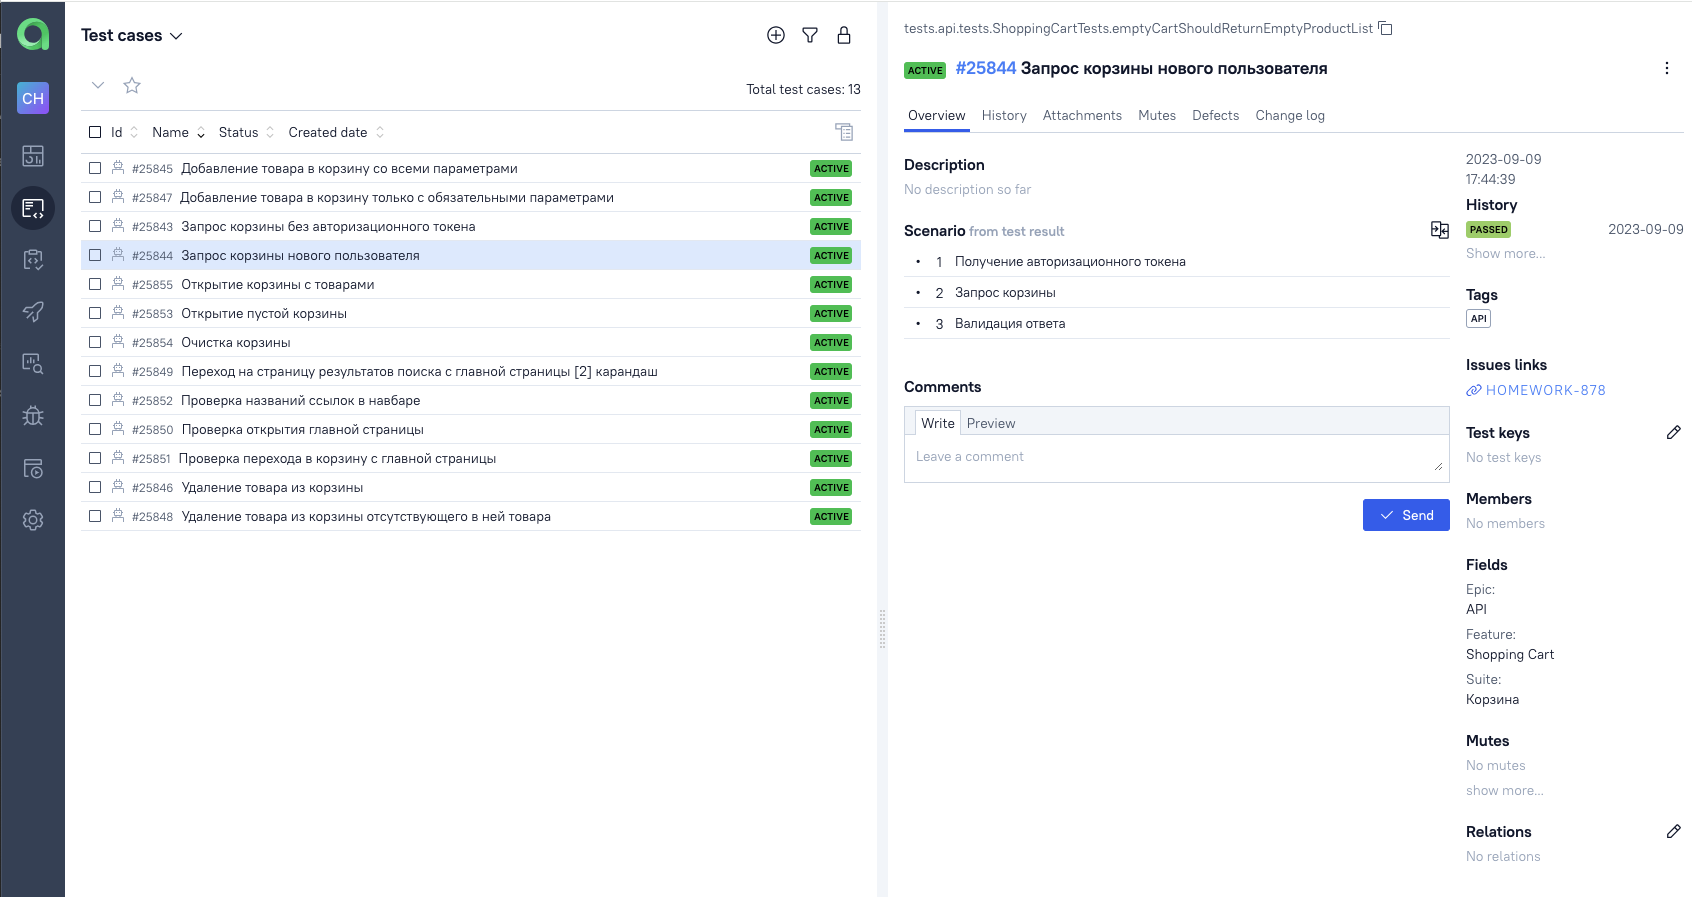 CH
Test cases
Total test cases: 13
Id Name Status Created date
#25845 Добавление товара в корзину со всеми параметрами ACTIVE
#25847 Добавление товара в корзину только с обязательными параметрами ACTIVE
#25843 Запрос корзины без авторизационного токена ACTIVE
#25844 Запрос корзины нового пользователя ACTIVE
#25855 Открытие корзины с товарами ACTIVE
#25853 Открытие пустой корзины ACTIVE
#25854 Очистка корзины ACTIVE
#25849 Переход на страницу результатов поиска с главной страницы [2] карандаш ACTIVE
#25852 Проверка названий ссылок в навбаре ACTIVE
#25850 Проверка открытия главной страницы ACTIVE
#25851 Проверка перехода в корзину с главной страницы ACTIVE
#25846 Удаление товара из корзины ACTIVE
#25848 Удаление товара из корзины отсутствующего в ней товара ACTIVE
tests.api.tests.ShoppingCartTests.emptyCartShouldReturnEmptyProductList
ACTIVE #25844 Запрос корзины нового пользователя
Overview History Attachments Mutes Defects Change log
Description
No description so far
Scenario from test result
• 1 Получение авторизационного токена
• 2 Запрос корзины
• 3 Валидация ответа
Comments
Write Preview
Leave a comment
Send
2023-09-09
17:44:39
History
PASSED 2023-09-09
Show more...
Tags
API
Issues links
HOMEWORK-878
Test keys
No test keys
Members
No members
Fields
Epic:
API
Feature:
Shopping Cart
Suite:
Корзина
Mutes
No mutes
show more...
Relations
No relations